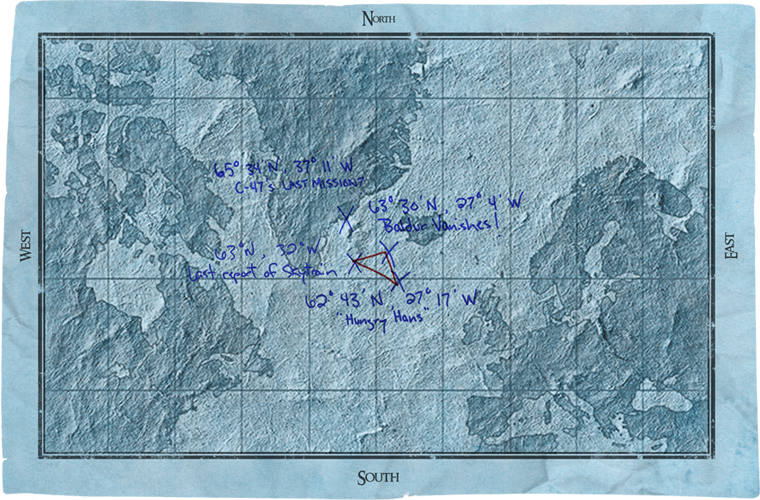 North
65° 34' N, 37° 11' W
C-47's LAST MISSION?
63° 30' N, 27° 4' W
Baldur Vanishes!
West
East
63° N, 32° W
Last report of Skytrain
62° 43' N, 27° 17' W
"Hungry Hans"
South